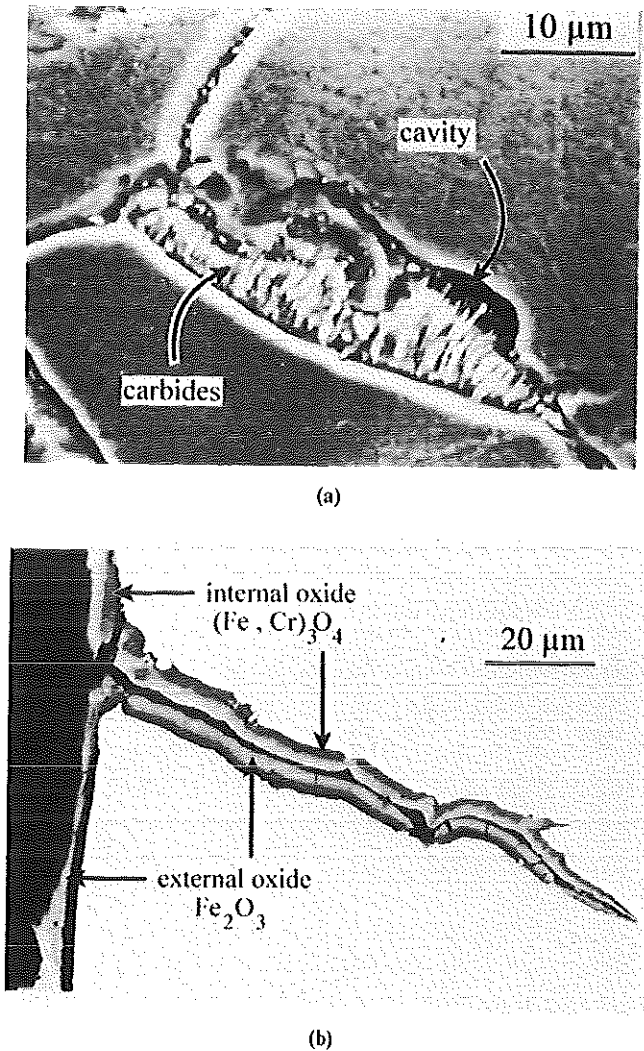 10 µm
cavity
carbides
(a)
internal oxide
(Fe , Cr)₃O₄
20 µm
external oxide
Fe₂O₃
(b)